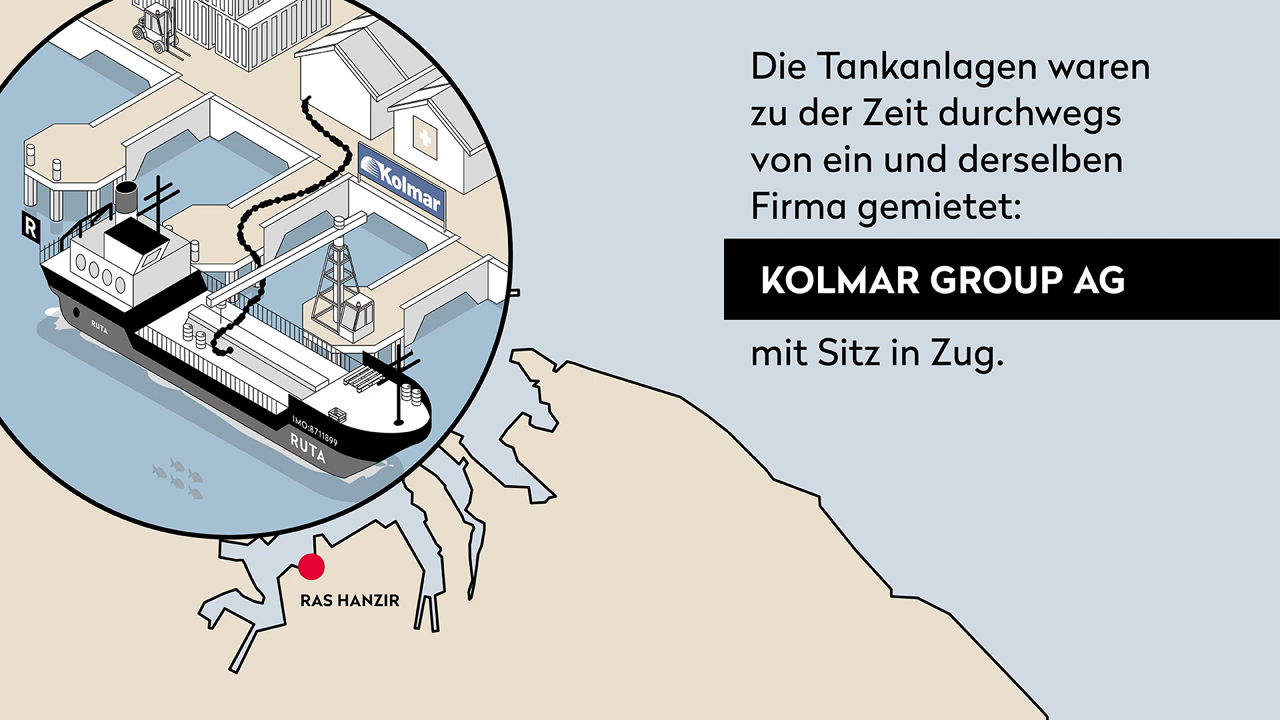 Die Tankanlagen waren
zu der Zeit durchwegs
von ein und derselben
Firma gemietet:
KOLMAR GROUP AG
mit Sitz in Zug.
Kolmar
R
RUTA
IMO:8711899
RUTA
RAS HANZIR